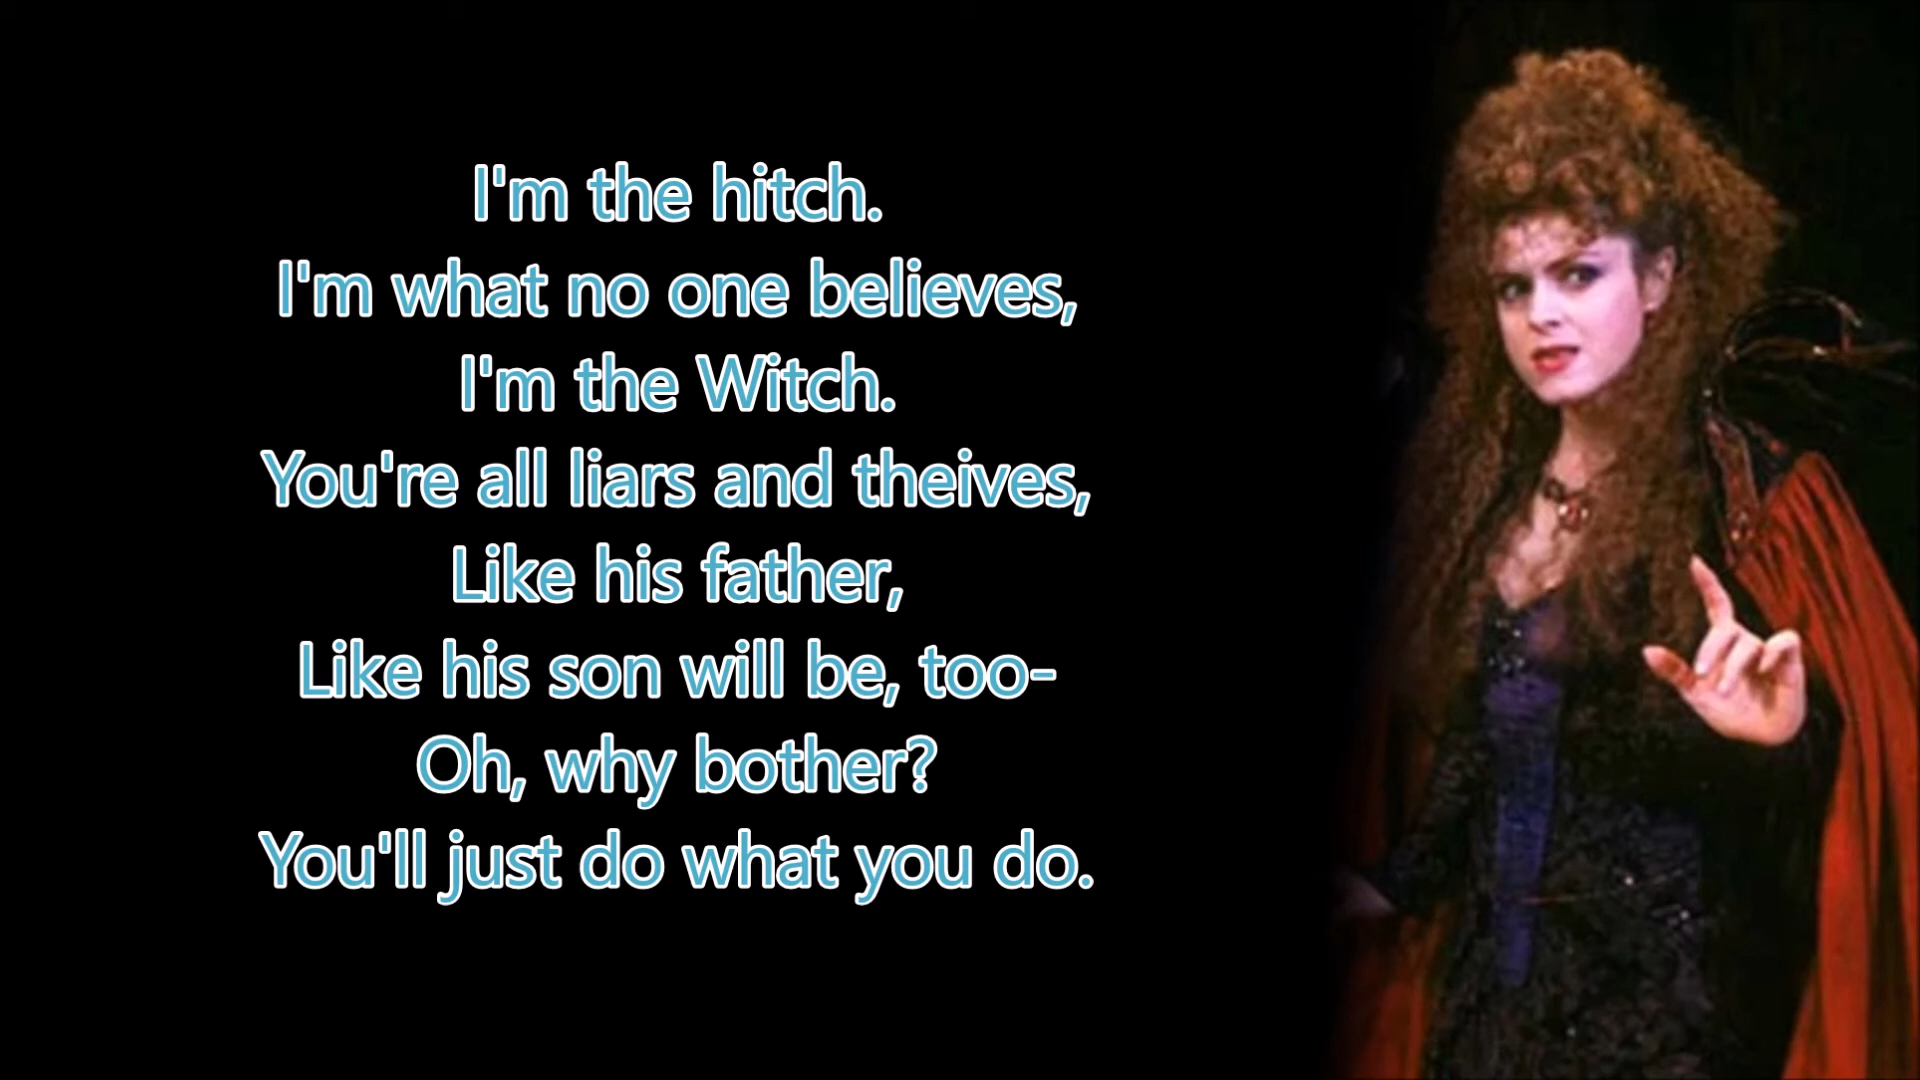 I'm the hitch.
I'm what no one believes,
I'm the Witch.
You're all liars and theives,
Like his father,
Like his son will be, too-
Oh, why bother?
You'll just do what you do.